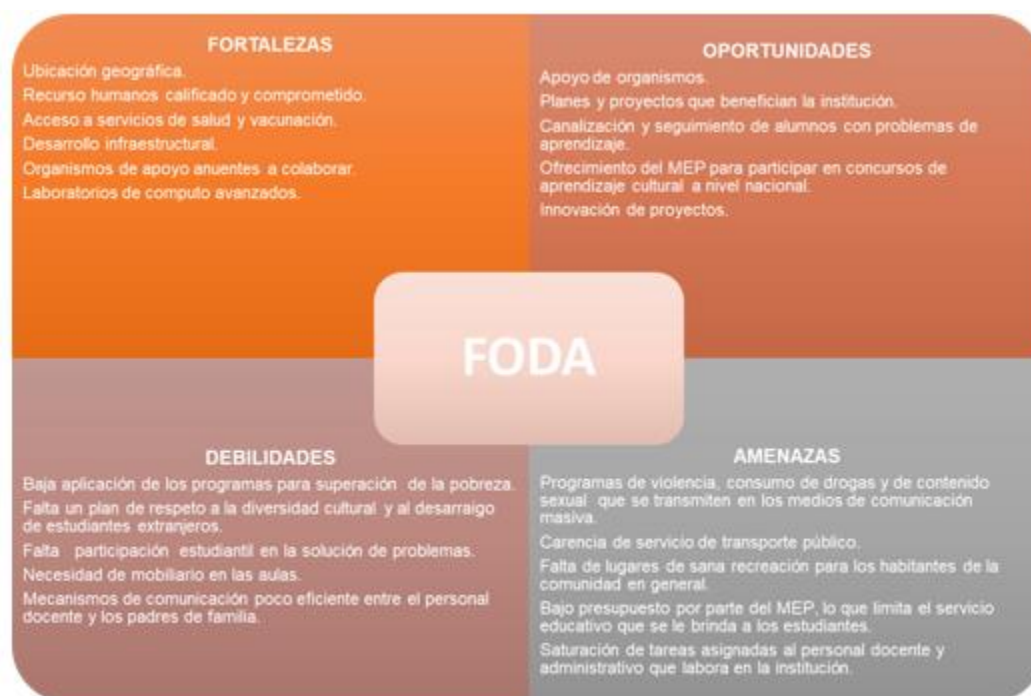 FORTALEZAS
Ubicación geográfica.
Recurso humanos calificado y comprometido.
Acceso a servicios de salud y vacunación.
Desarrollo infraestructural.
Organismos de apoyo anuentes a colaborar.
Laboratorios de computo avanzados.
OPORTUNIDADES
Apoyo de organismos.
Planes y proyectos que benefician la institución.
Canalización y seguimiento de alumnos con problemas de
aprendizaje.
Ofrecimiento del MEP para participar en concursos de
aprendizaje cultural a nivel nacional.
Innovación de proyectos.
FODA
DEBILIDADES
Baja aplicación de los programas para superación de la pobreza.
Falta un plan de respeto a la diversidad cultural y al desarraigo
de estudiantes extranjeros.
Falta participación estudiantil en la solución de problemas.
Necesidad de mobiliario en las aulas.
Mecanismos de comunicación poco eficiente entre el personal
docente y los padres de familia.
AMENAZAS
Programas de violencia, consumo de drogas y de contenido
sexual que se transmiten en los medios de comunicación
masiva.
Carencia de servicio de transporte público.
Falta de lugares de sana recreación para los habitantes de la
comunidad en general.
Bajo presupuesto por parte del MEP, lo que limita el servicio
educativo que se le brinda a los estudiantes.
Saturación de tareas asignadas al personal docente y
administrativo que labora en la institución.